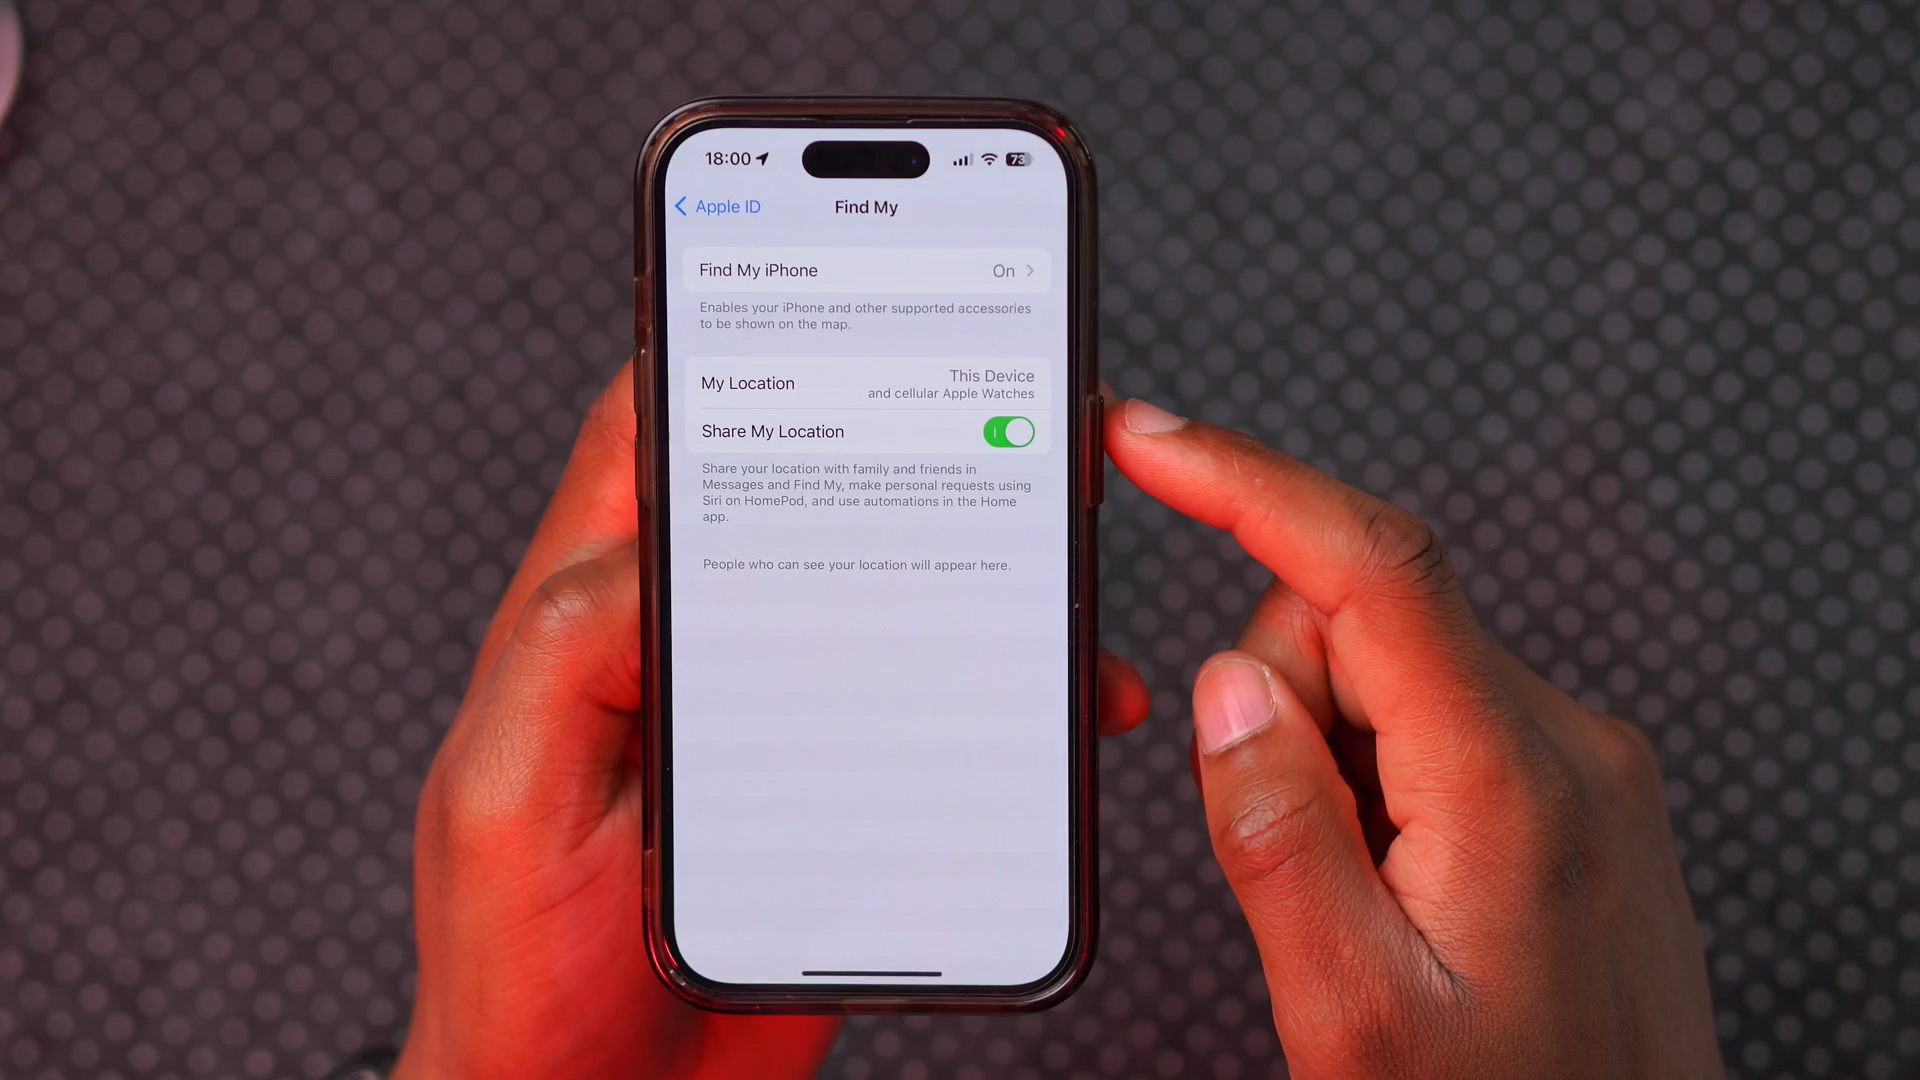 18:00 73
Apple ID Find My
Find My iPhone On
Enables your iPhone and other supported accessories
to be shown on the map.
My Location This Device
and cellular Apple Watches
Share My Location
Share your location with family and friends in
Messages and Find My, make personal requests using
Siri on HomePod, and use automations in the Home
app.
People who can see your location will appear here.